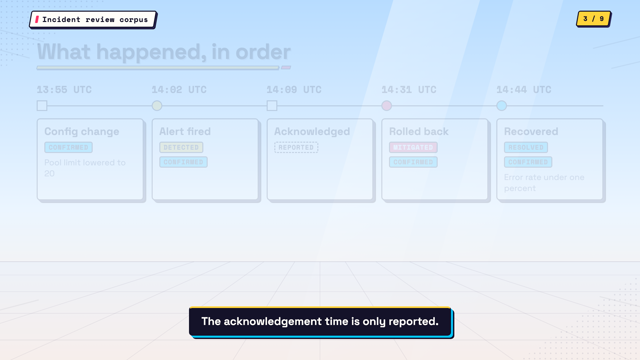 Incident review corpus
3 / 9
What happened, in order
13:55 UTC
14:02 UTC
14:09 UTC
14:31 UTC
14:44 UTC
Config change
CONFIRMED
Pool limit lowered to
20
Alert fired
DETECTED
CONFIRMED
Acknowledged
REPORTED
Rolled back
MITIGATED
CONFIRMED
Recovered
RESOLVED
CONFIRMED
Error rate under one
percent
The acknowledgement time is only reported.